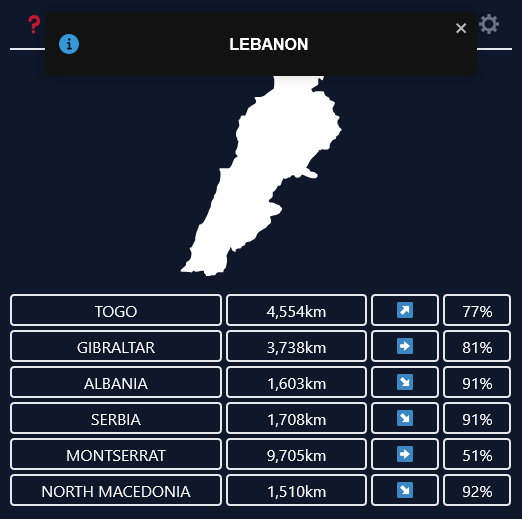 ?
LEBANON
TOGO 4,554km ↗ 77%
GIBRALTAR 3,738km ➡ 81%
ALBANIA 1,603km ↘ 91%
SERBIA 1,708km ↘ 91%
MONTSERRAT 9,705km ➡ 51%
NORTH MACEDONIA 1,510km ↘ 92%